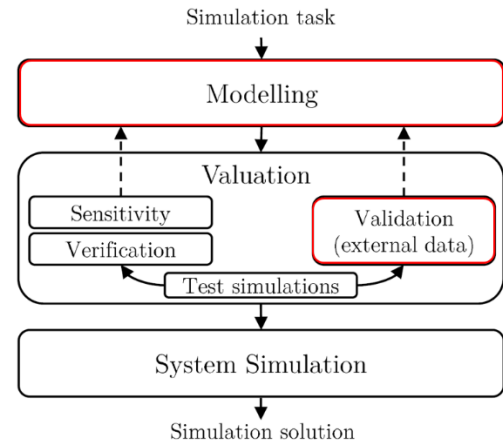 Simulation task
Modelling
Valuation
Sensitivity
Verification
Validation
(external data)
Test simulations
System Simulation
Simulation solution